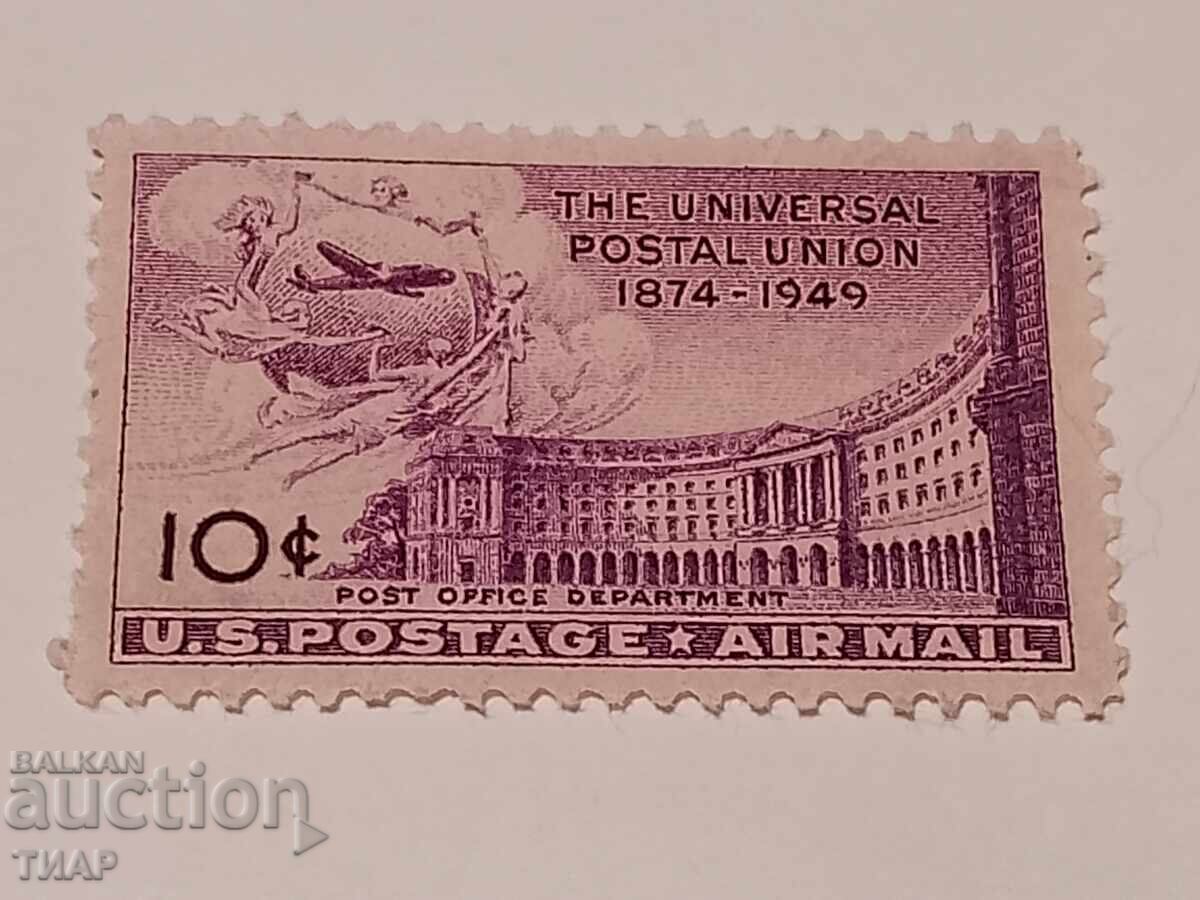 THE UNIVERSAL
POSTAL UNION
1874-1949
10¢
POST OFFICE DEPARTMENT
U.S. POSTAGE ★ AIR MAIL
BALKAN
auction
ТИАР